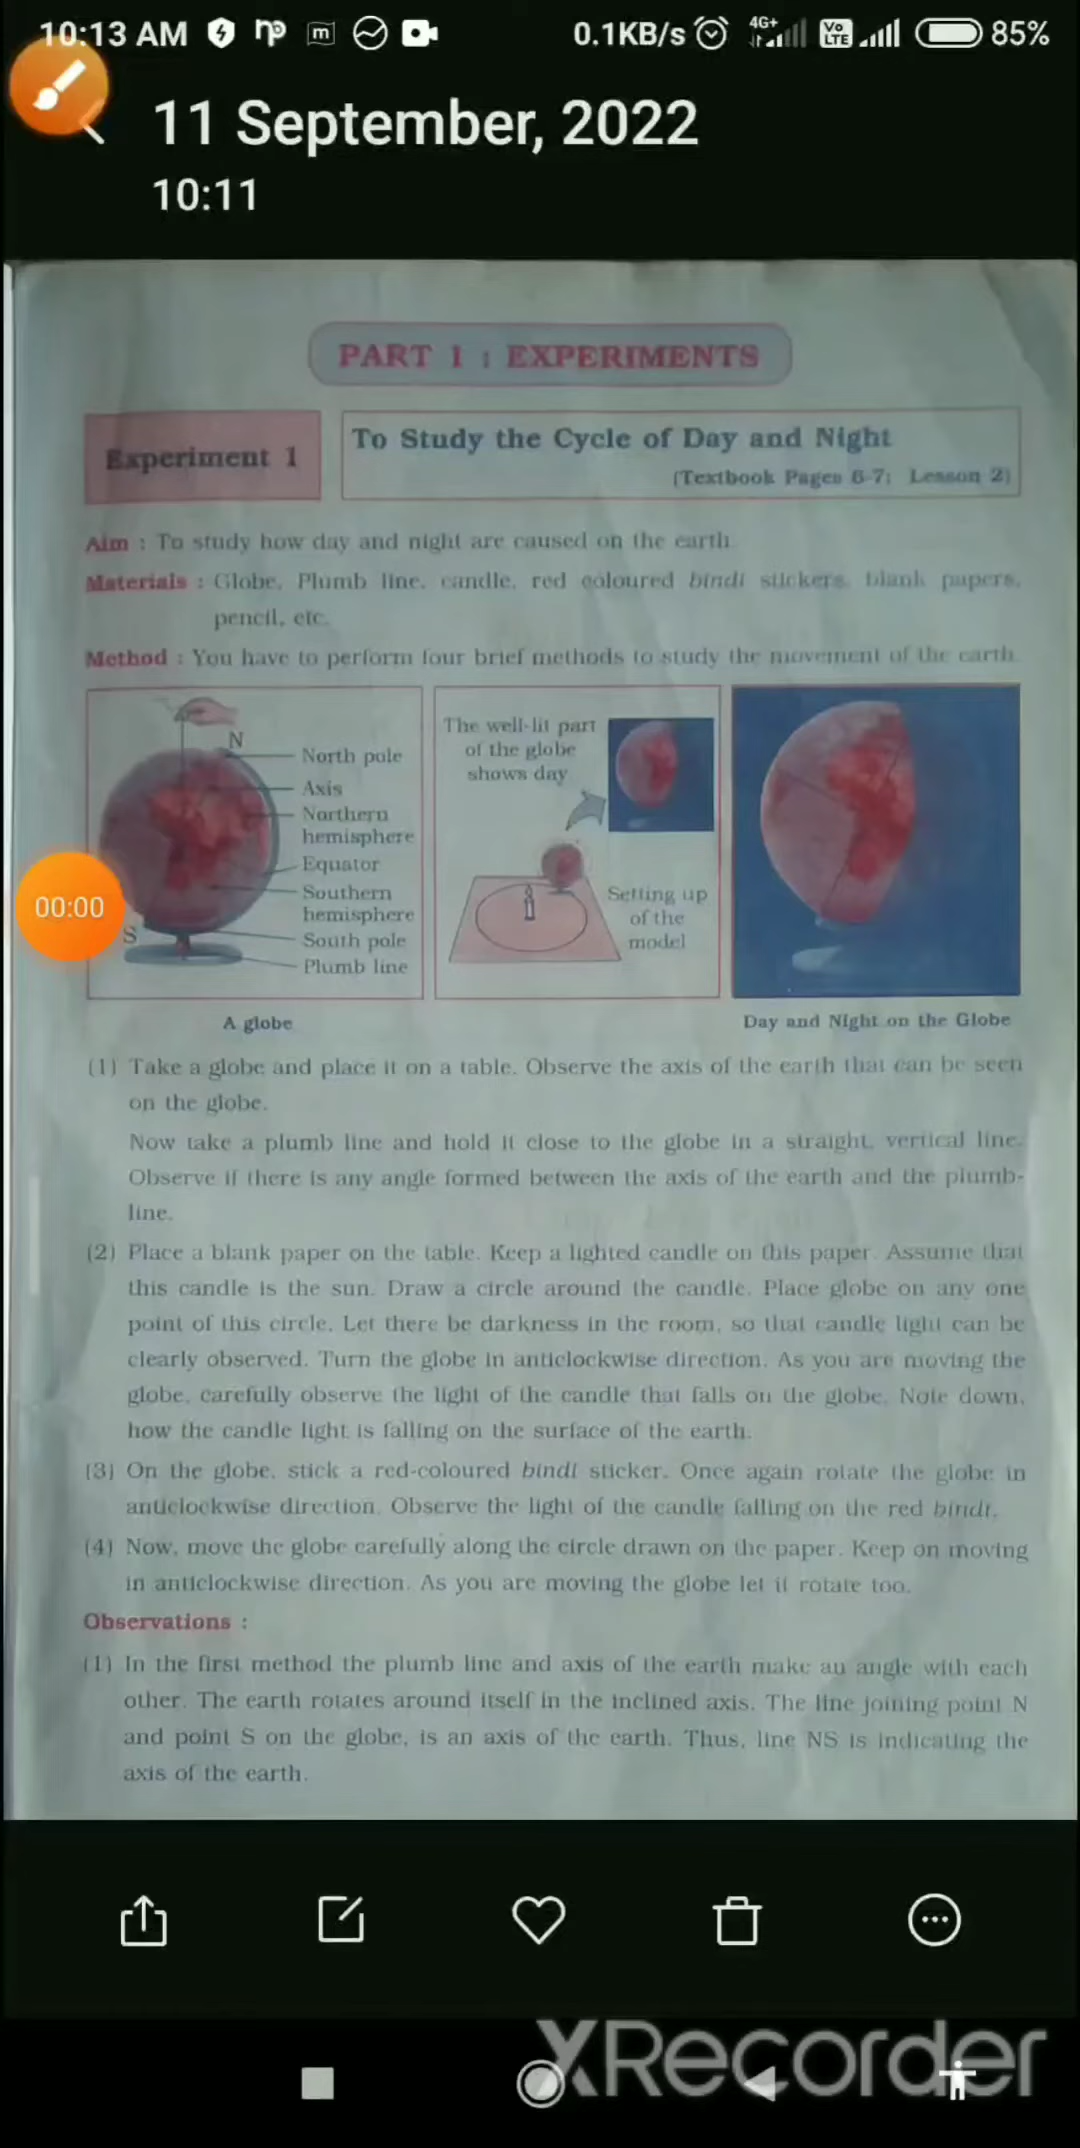 10:13 AM
0.1KB/s 4G+ Vo LTE 85%
11 September, 2022
10:11
PART 1 : EXPERIMENTS
Experiment 1
To Study the Cycle of Day and Night
(Textbook Pages 6-7; Lesson 2)
Aim : To study how day and night are caused on the earth.
Materials : Globe, Plumb line, candle, red coloured bindi stickers, blank papers,
pencil, etc.
Method : You have to perform four brief methods to study the movement of the earth.
N
North pole
Axis
Northern
hemisphere
Equator
Southern
hemisphere
South pole
Plumb line
S
A globe
The well-lit part
of the globe
shows day
Setting up
of the
model
Day and Night on the Globe
00:00
(1) Take a globe and place it on a table. Observe the axis of the earth that can be seen
on the globe.
Now take a plumb line and hold it close to the globe in a straight, vertical line.
Observe if there is any angle formed between the axis of the earth and the plumb-
line.
(2) Place a blank paper on the table. Keep a lighted candle on this paper. Assume that
this candle is the sun. Draw a circle around the candle. Place globe on any one
point of this circle. Let there be darkness in the room, so that candle light can be
clearly observed. Turn the globe in anticlockwise direction. As you are moving the
globe, carefully observe the light of the candle that falls on the globe. Note down,
how the candle light is falling on the surface of the earth.
(3) On the globe, stick a red-coloured bindi sticker. Once again rotate the globe in
anticlockwise direction. Observe the light of the candle falling on the red bindi.
(4) Now, move the globe carefully along the circle drawn on the paper. Keep on moving
in anticlockwise direction. As you are moving the globe let it rotate too.
Observations :
(1) In the first method the plumb line and axis of the earth make an angle with each
other. The earth rotates around itself in the inclined axis. The line joining point N
and point S on the globe, is an axis of the earth. Thus, line NS is indicating the
axis of the earth.
XRecorder